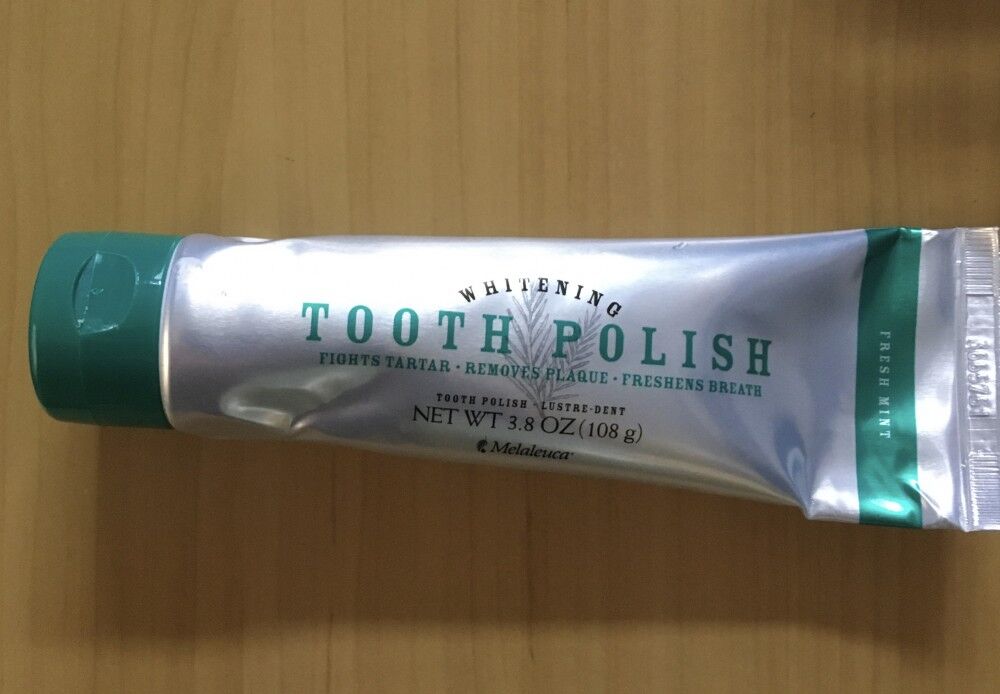 WHITENING
TOOTH POLISH
FIGHTS TARTAR · REMOVES PLAQUE · FRESHENS BREATH
TOOTH POLISH · LUSTRE-DENT
NET WT 3.8 OZ (108 g)
Melaleuca
FRESH MINT